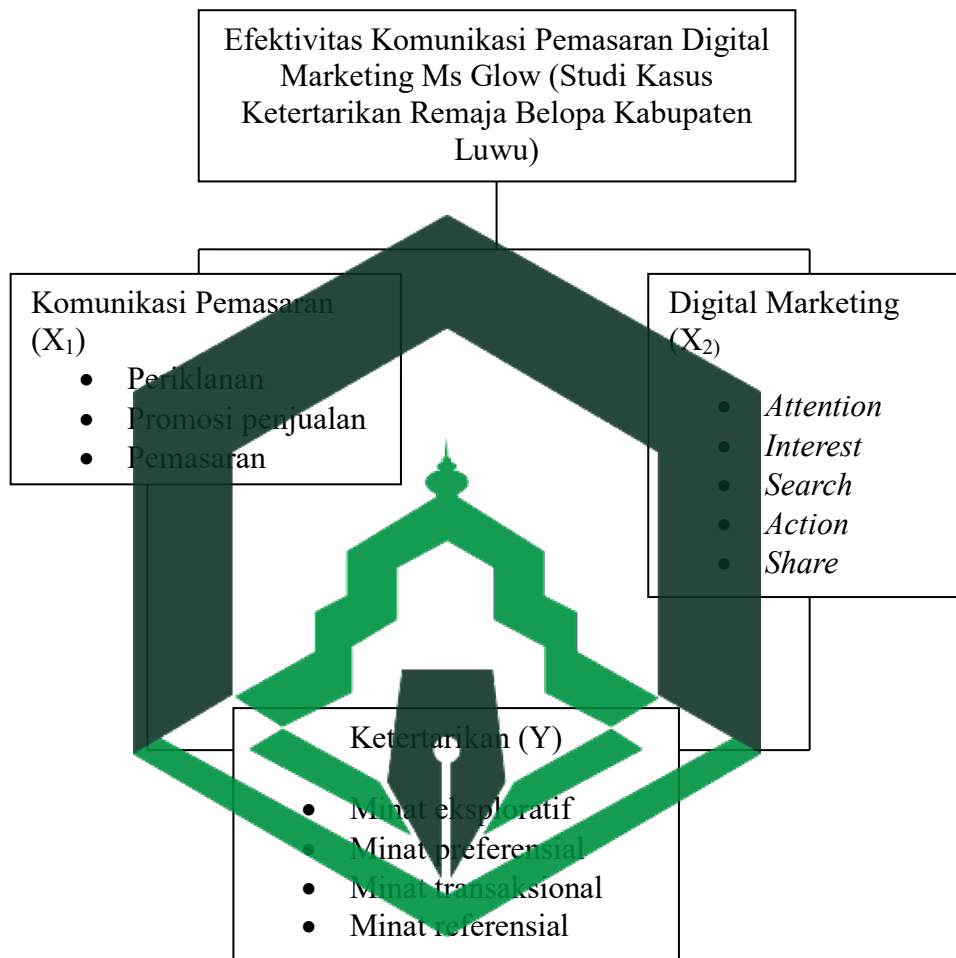 Efektivitas Komunikasi Pemasaran Digital
Marketing Ms Glow (Studi Kasus
Ketertarikan Remaja Belopa Kabupaten
Luwu)
Komunikasi Pemasaran
(X₁)
• Periklanan
• Promosi penjualan
• Pemasaran
Digital Marketing
(X₂₎
• Attention
• Interest
• Search
• Action
• Share
Ketertarikan (Y)
• Minat eksploratif
• Minat preferensial
• Minat transaksional
• Minat referensial